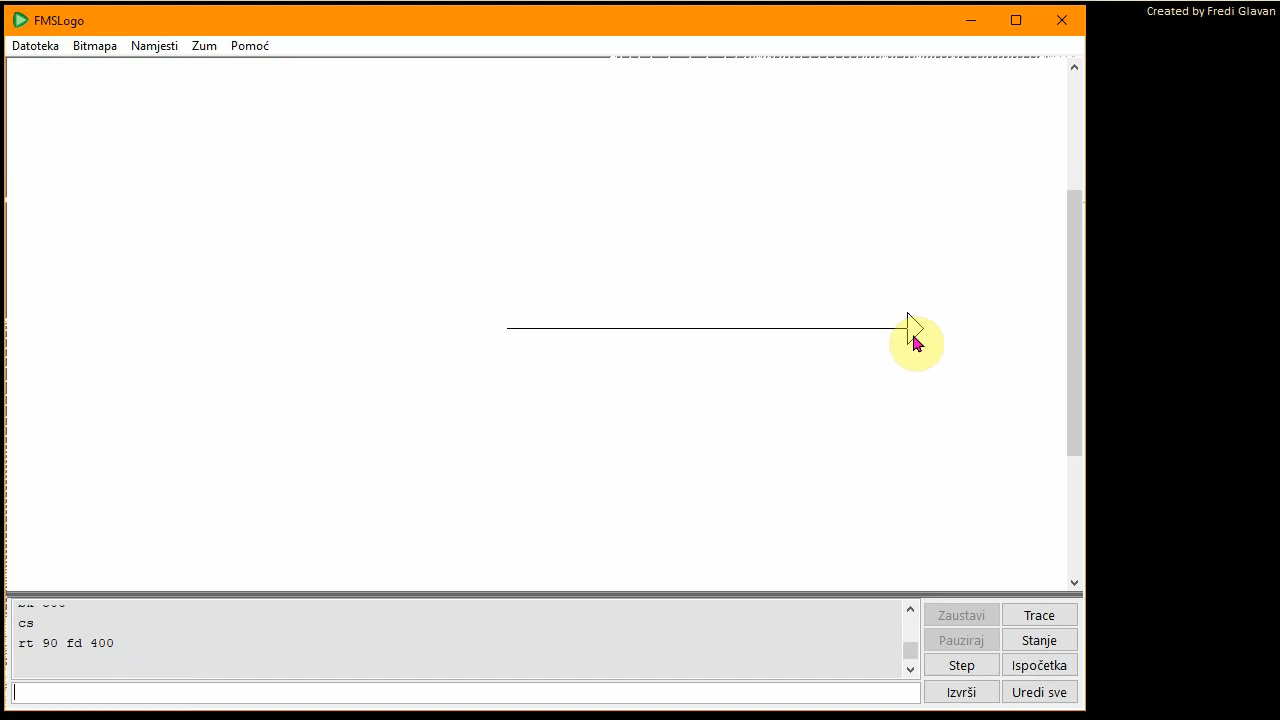 Created by Fredi Glavan
FMSLogo
Datoteka Bitmapa Namjesti Zum Pomoć
cs
rt 90 fd 400
Zaustavi Trace
Pauziraj Stanje
Step Ispočetka
Izvrši Uredi sve